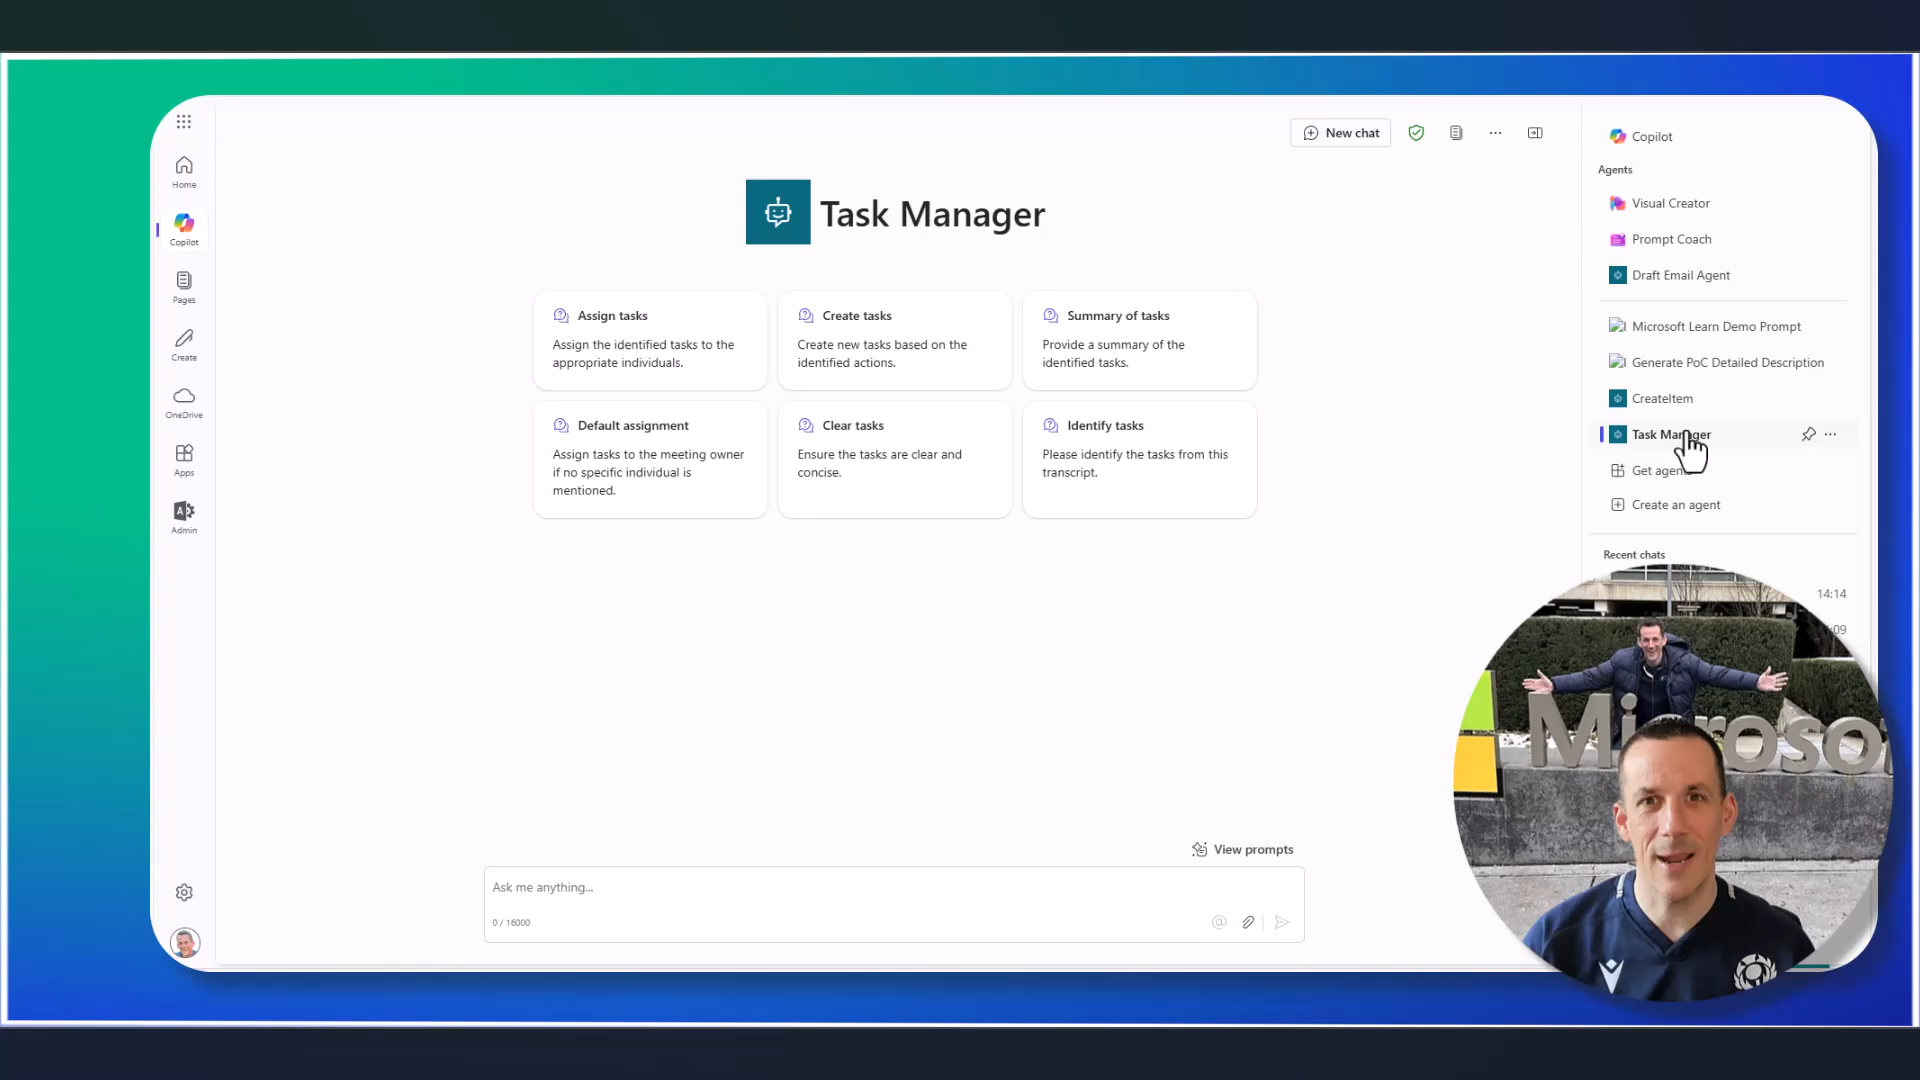 Home
Copilot
Pages
Create
OneDrive
Apps
Admin
New chat
Task Manager
Assign tasks
Assign the identified tasks to the
appropriate individuals.
Create tasks
Create new tasks based on the
identified actions.
Summary of tasks
Provide a summary of the
identified tasks.
Default assignment
Assign tasks to the meeting owner
if no specific individual is
mentioned.
Clear tasks
Ensure the tasks are clear and
concise.
Identify tasks
Please identify the tasks from this
transcript.
View prompts
Ask me anything...
0 / 16000
Copilot
Agents
Visual Creator
Prompt Coach
Draft Email Agent
Microsoft Learn Demo Prompt
Generate PoC Detailed Description
CreateItem
Task Manager
Get agents
Create an agent
Recent chats
14:14
:09
Microsoft